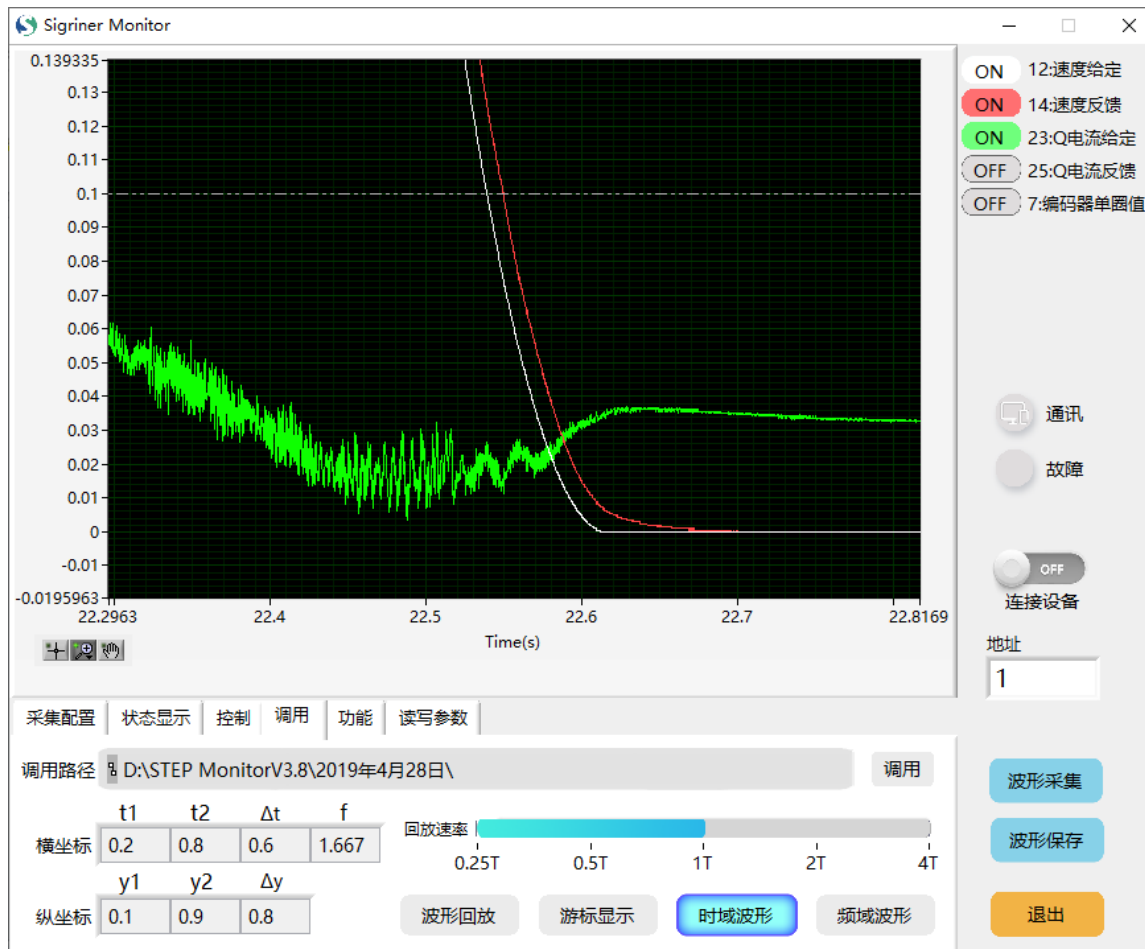 Sigriner Monitor
0.139335
0.13
0.12
0.11
0.1
0.09
0.08
0.07
0.06
0.05
0.04
0.03
0.02
0.01
0
-0.01
-0.0195963
22.2963 22.4 22.5 22.6 22.7 22.8169
Time(s)
ON 12:速度给定
ON 14:速度反馈
ON 23:Q电流给定
OFF 25:Q电流反馈
OFF 7:编码器单圈值
通讯
故障
OFF
连接设备
地址
1
采集配置 状态显示 控制 调用 功能 读写参数
调用路径 D:\STEP MonitorV3.8\2019年4月28日\ 调用
t1 t2 Δt f
横坐标 0.2 0.8 0.6 1.667
y1 y2 Δy
纵坐标 0.1 0.9 0.8
回放速率
0.25T 0.5T 1T 2T 4T
波形回放 游标显示 时域波形 频域波形
波形采集
波形保存
退出